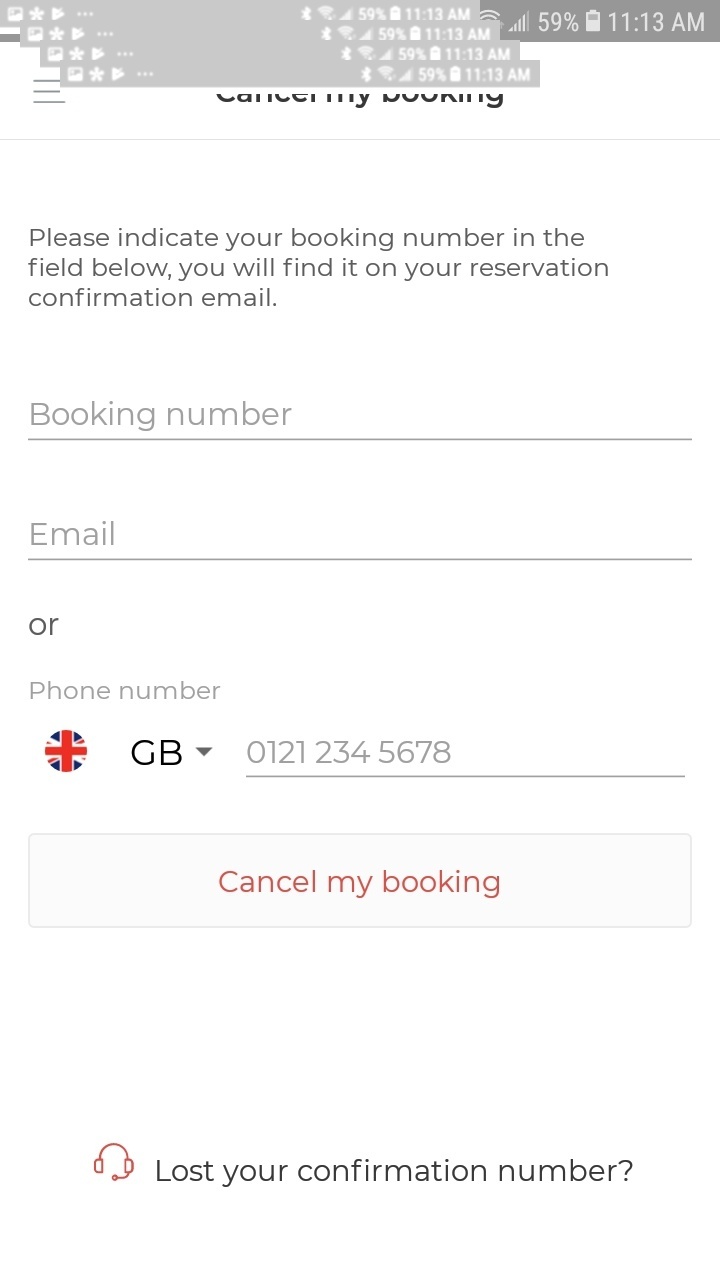 59% 11:13 AM
59% 11:13 AM
59% 11:13 AM
59% 11:13 AM
59% 11:13 AM
Cancel my booking
Please indicate your booking number in the
field below, you will find it on your reservation
confirmation email.
Booking number
Email
or
Phone number
GB 0121 234 5678
Cancel my booking
Lost your confirmation number?